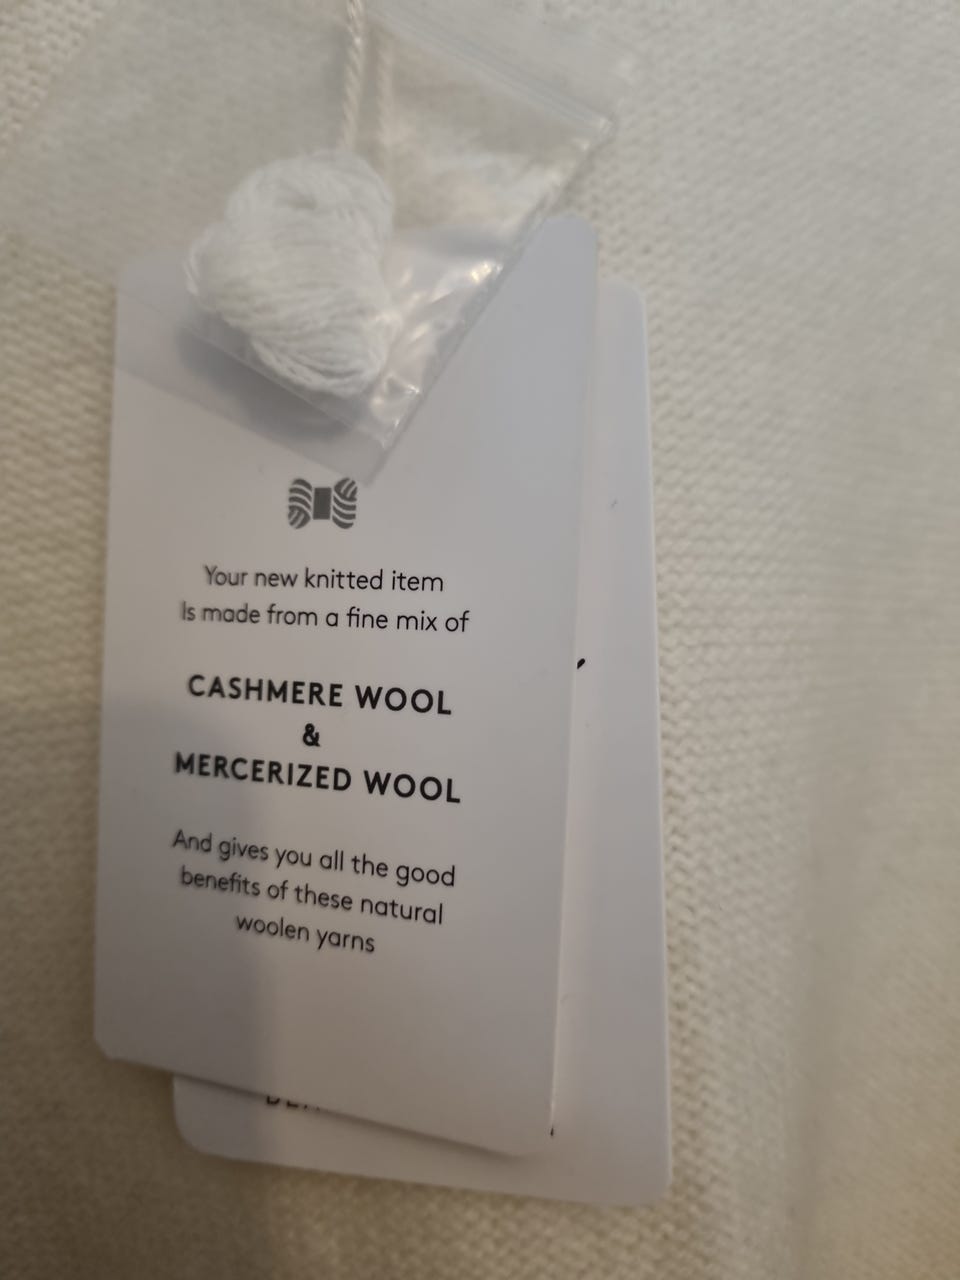 Your new knitted item
Is made from a fine mix of
CASHMERE WOOL
&
MERCERIZED WOOL
And gives you all the good
benefits of these natural
woolen yarns